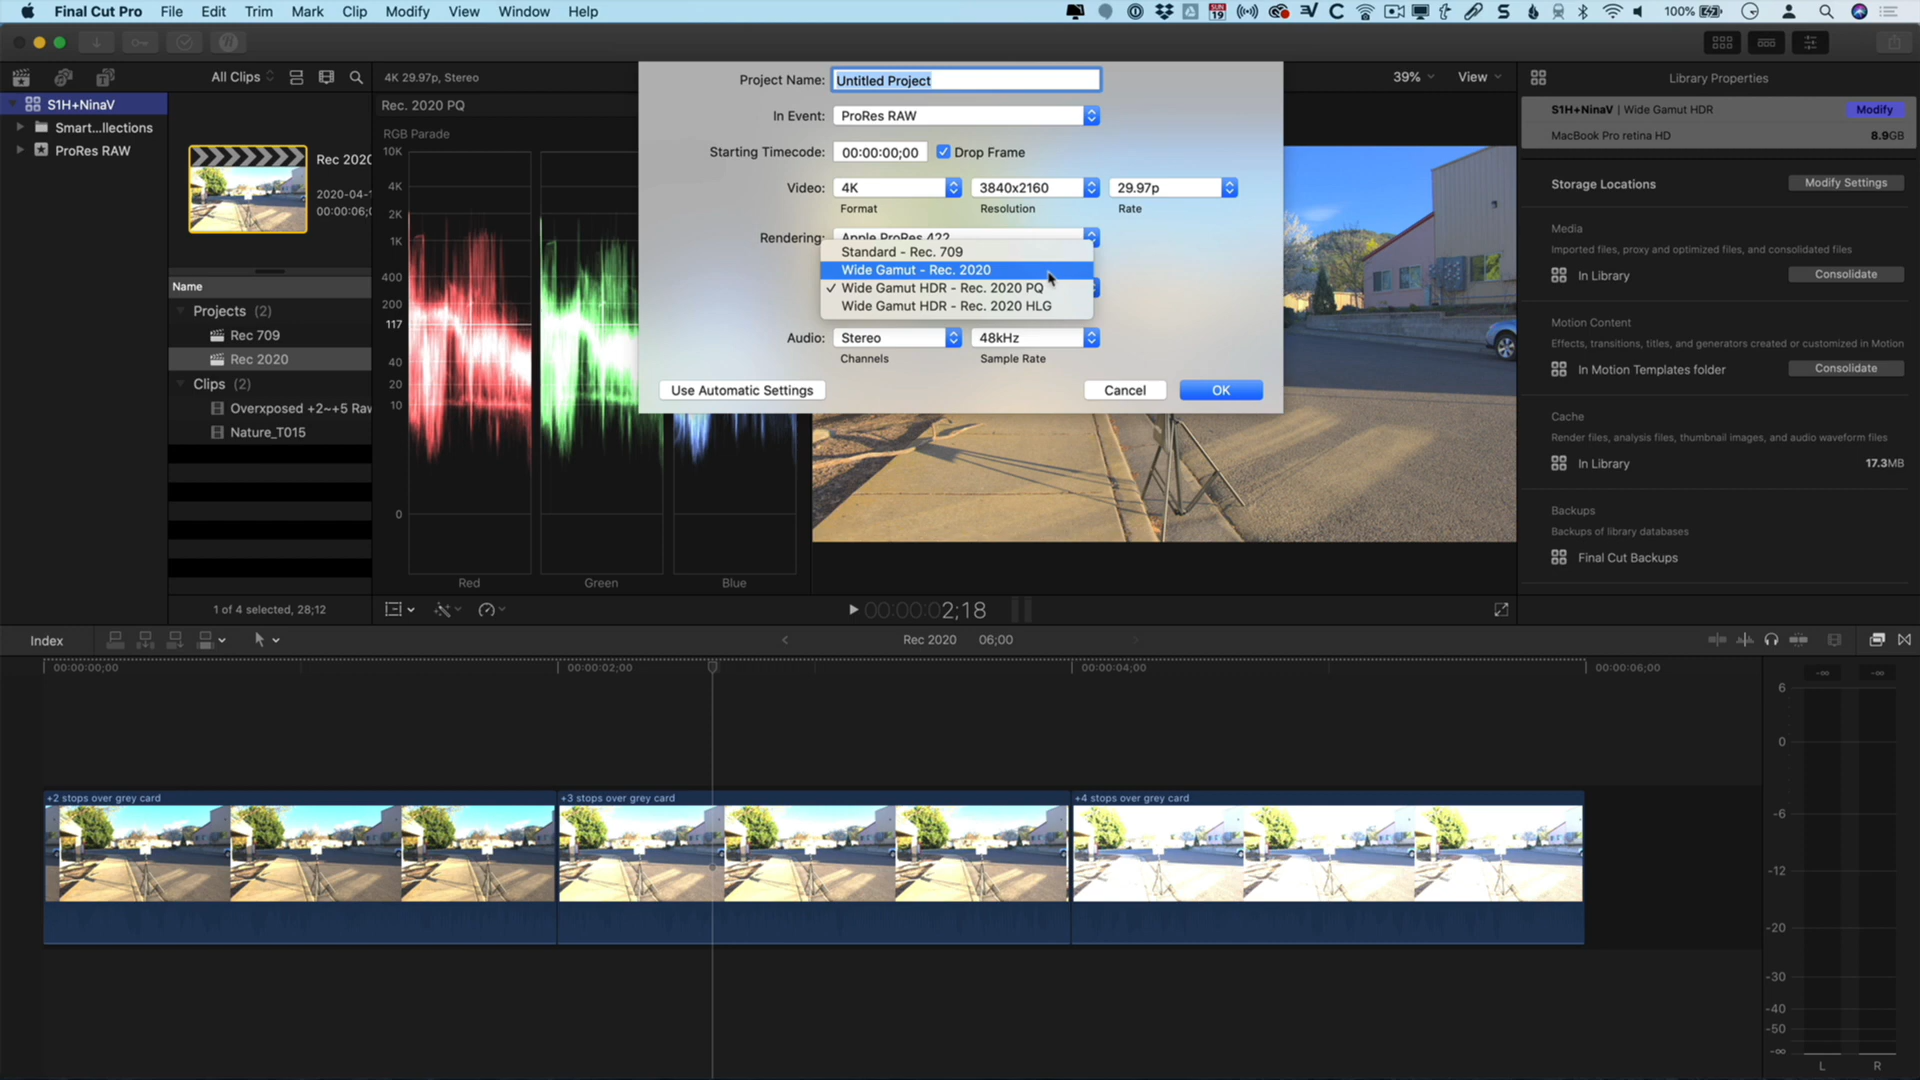 Final Cut Pro File Edit Trim Mark Clip Modify View Window Help
SUN 19 100%
All Clips 4K 29.97p, Stereo 39% View Library Properties
S1H+NinaV
Smart...llections
ProRes RAW
Rec 2020
2020-04-1
00:00:06;0
Name
Projects (2)
Rec 709
Rec 2020
Clips (2)
Overxposed +2~+5 Raw
Nature_T015
1 of 4 selected, 28;12
Rec. 2020 PQ
RGB Parade
10K
4K
2K
1K
400
200
117
40
20
10
0
Red Green Blue
Project Name: Untitled Project
In Event: ProRes RAW
Starting Timecode: 00:00:00;00 Drop Frame
Video: 4K 3840x2160 29.97p
Format Resolution Rate
Rendering: Apple ProRes 422
Standard - Rec. 709
Wide Gamut - Rec. 2020
✓ Wide Gamut HDR - Rec. 2020 PQ
Wide Gamut HDR - Rec. 2020 HLG
Audio: Stereo 48kHz
Channels Sample Rate
Use Automatic Settings Cancel OK
S1H+NinaV | Wide Gamut HDR Modify
MacBook Pro retina HD 8.9GB
Storage Locations Modify Settings
Media
Imported files, proxy and optimized files, and consolidated files
In Library Consolidate
Motion Content
Effects, transitions, titles, and generators created or customized in Motion
In Motion Templates folder Consolidate
Cache
Render files, analysis files, thumbnail images, and audio waveform files
In Library 17.3MB
Backups
Backups of library databases
Final Cut Backups
00:00:02;18
Index Rec 2020 06;00
00:00:00;00 00:00:02;00 00:00:04;00 00:00:06;00
+2 stops over grey card +3 stops over grey card +4 stops over grey card
-∞ -∞
6
0
-6
-12
-20
-30
-40
-50
-∞
L R